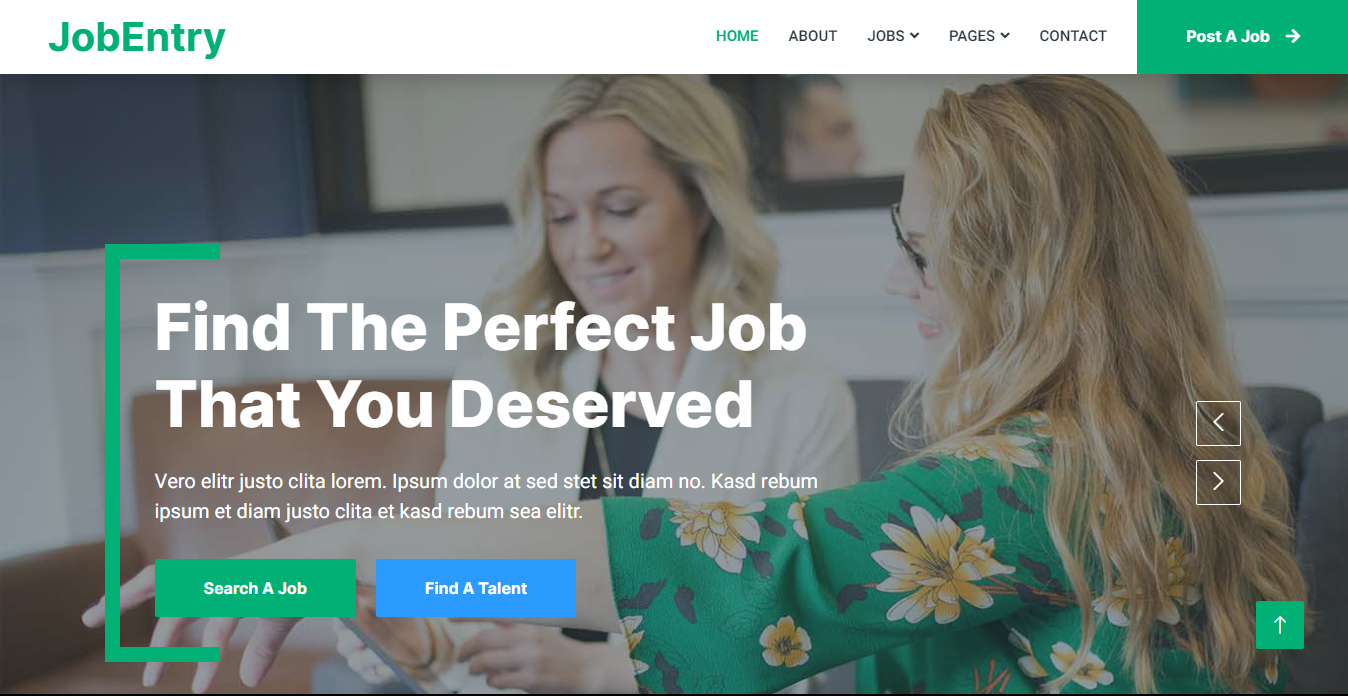 JobEntry
HOME ABOUT JOBS PAGES CONTACT Post A Job
Find The Perfect Job
That You Deserved
Vero elitr justo clita lorem. Ipsum dolor at sed stet sit diam no. Kasd rebum
ipsum et diam justo clita et kasd rebum sea elitr.
Search A Job Find A Talent